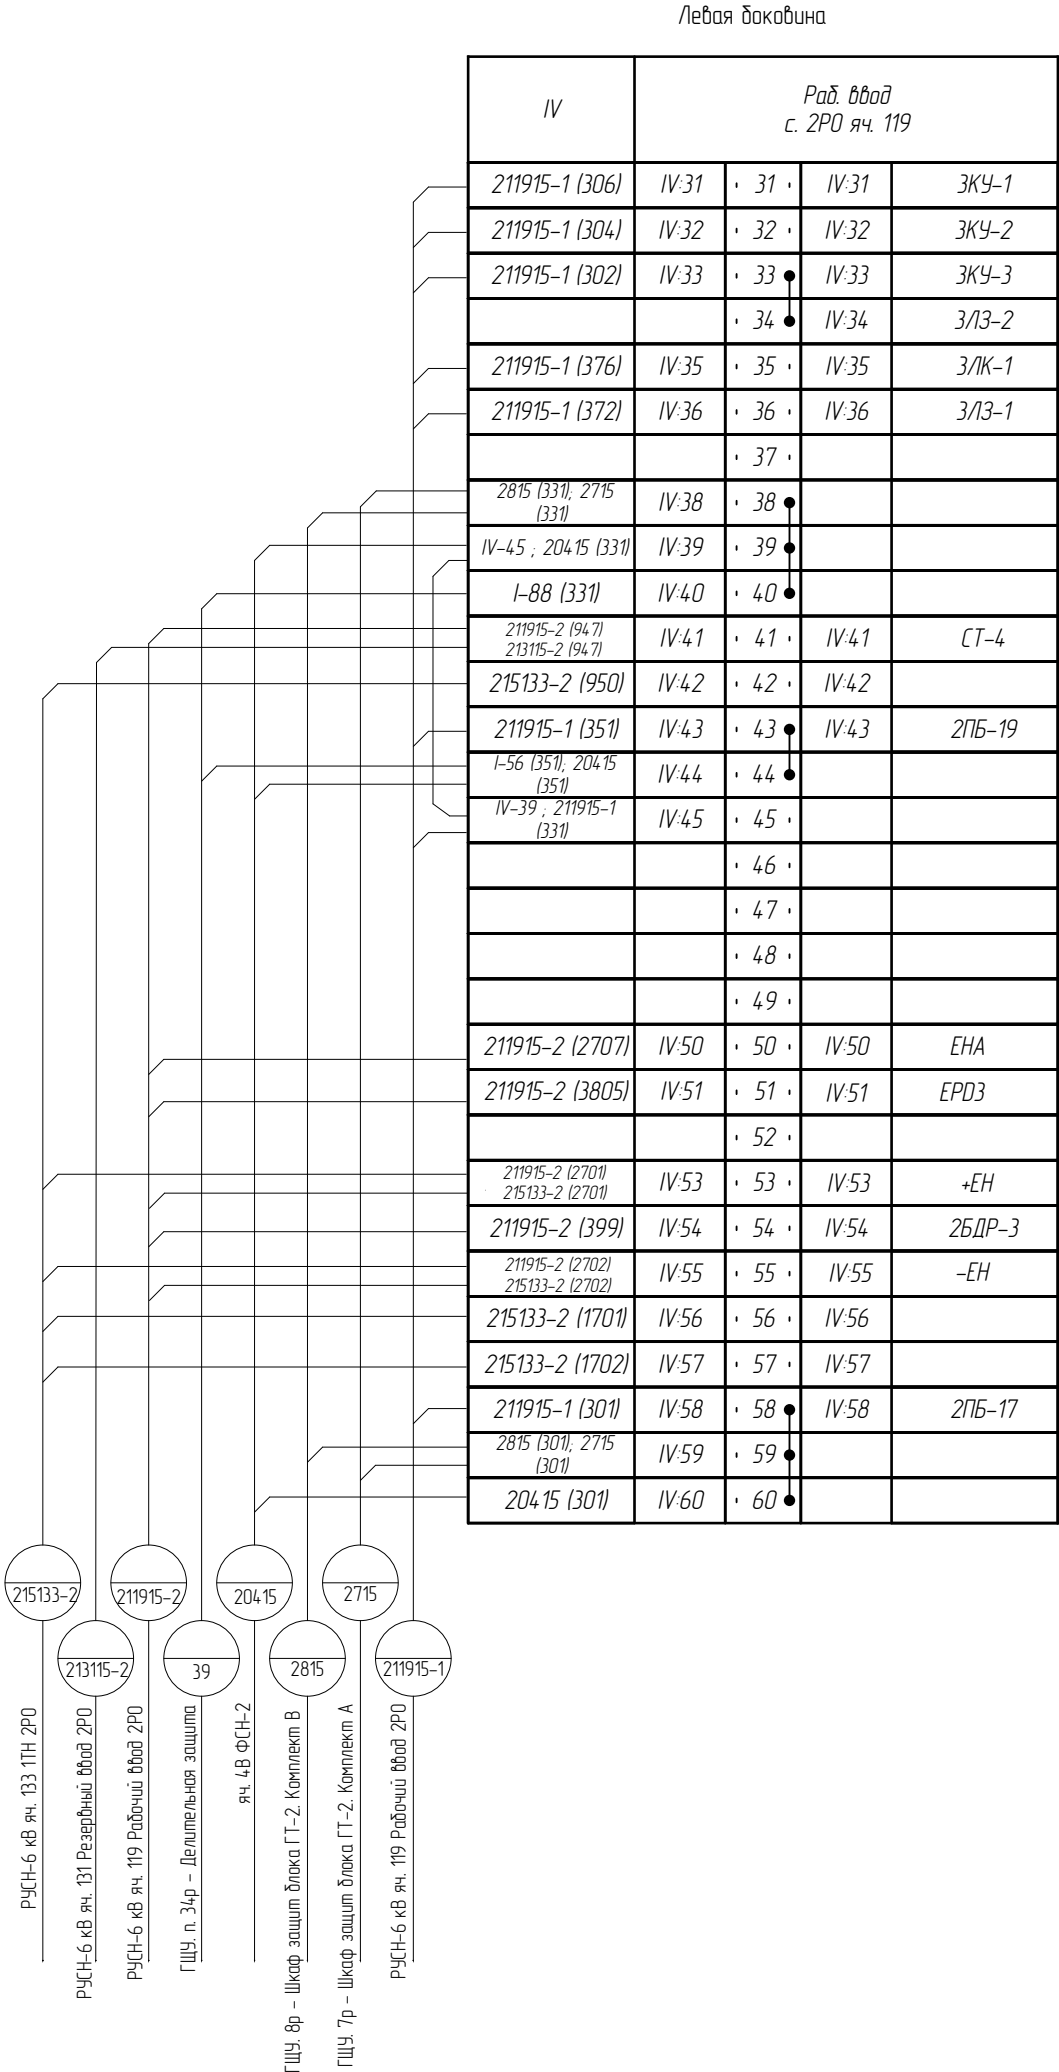 Левая боковина
IV Раб. ввод
с. 2РО яч. 119
211915-1 (306) IV:31 31 IV:31 3КУ-1
211915-1 (304) IV:32 32 IV:32 3КУ-2
211915-1 (302) IV:33 33 IV:33 3КУ-3
34 IV:34 3ЛЗ-2
211915-1 (376) IV:35 35 IV:35 3ЛК-1
211915-1 (372) IV:36 36 IV:36 3ЛЗ-1
37
2815 (331); 2715
(331) IV:38 38
IV-45 ; 20415 (331) IV:39 39
I-88 (331) IV:40 40
211915-2 (947)
213115-2 (947) IV:41 41 IV:41 СТ-4
215133-2 (950) IV:42 42 IV:42
211915-1 (351) IV:43 43 IV:43 2ПБ-19
I-56 (351); 20415
(351) IV:44 44
IV-39 ; 211915-1
(331) IV:45 45
46
47
48
49
211915-2 (2707) IV:50 50 IV:50 ЕНА
211915-2 (3805) IV:51 51 IV:51 EPD3
52
211915-2 (2701)
215133-2 (2701) IV:53 53 IV:53 +ЕН
211915-2 (399) IV:54 54 IV:54 2БДР-3
211915-2 (2702)
215133-2 (2702) IV:55 55 IV:55 -ЕН
215133-2 (1701) IV:56 56 IV:56
215133-2 (1702) IV:57 57 IV:57
211915-1 (301) IV:58 58 IV:58 2ПБ-17
2815 (301); 2715
(301) IV:59 59
20415 (301) IV:60 60
215133-2
211915-2
20415
2715
213115-2
39
2815
211915-1
РУСН-6 кВ яч. 133 1ТН 2РО
РУСН-6 кВ яч. 131 Резервный ввод 2РО
РУСН-6 кВ яч. 119 Рабочий ввод 2РО
ГЩУ. п. 34р - Делительная защита
яч. 4В ФСН-2
ГЩУ. 8р - Шкаф защит блока ГТ-2. Комплект В
ГЩУ. 7р - Шкаф защит блока ГТ-2. Комплект А
РУСН-6 кВ яч. 119 Рабочий ввод 2РО